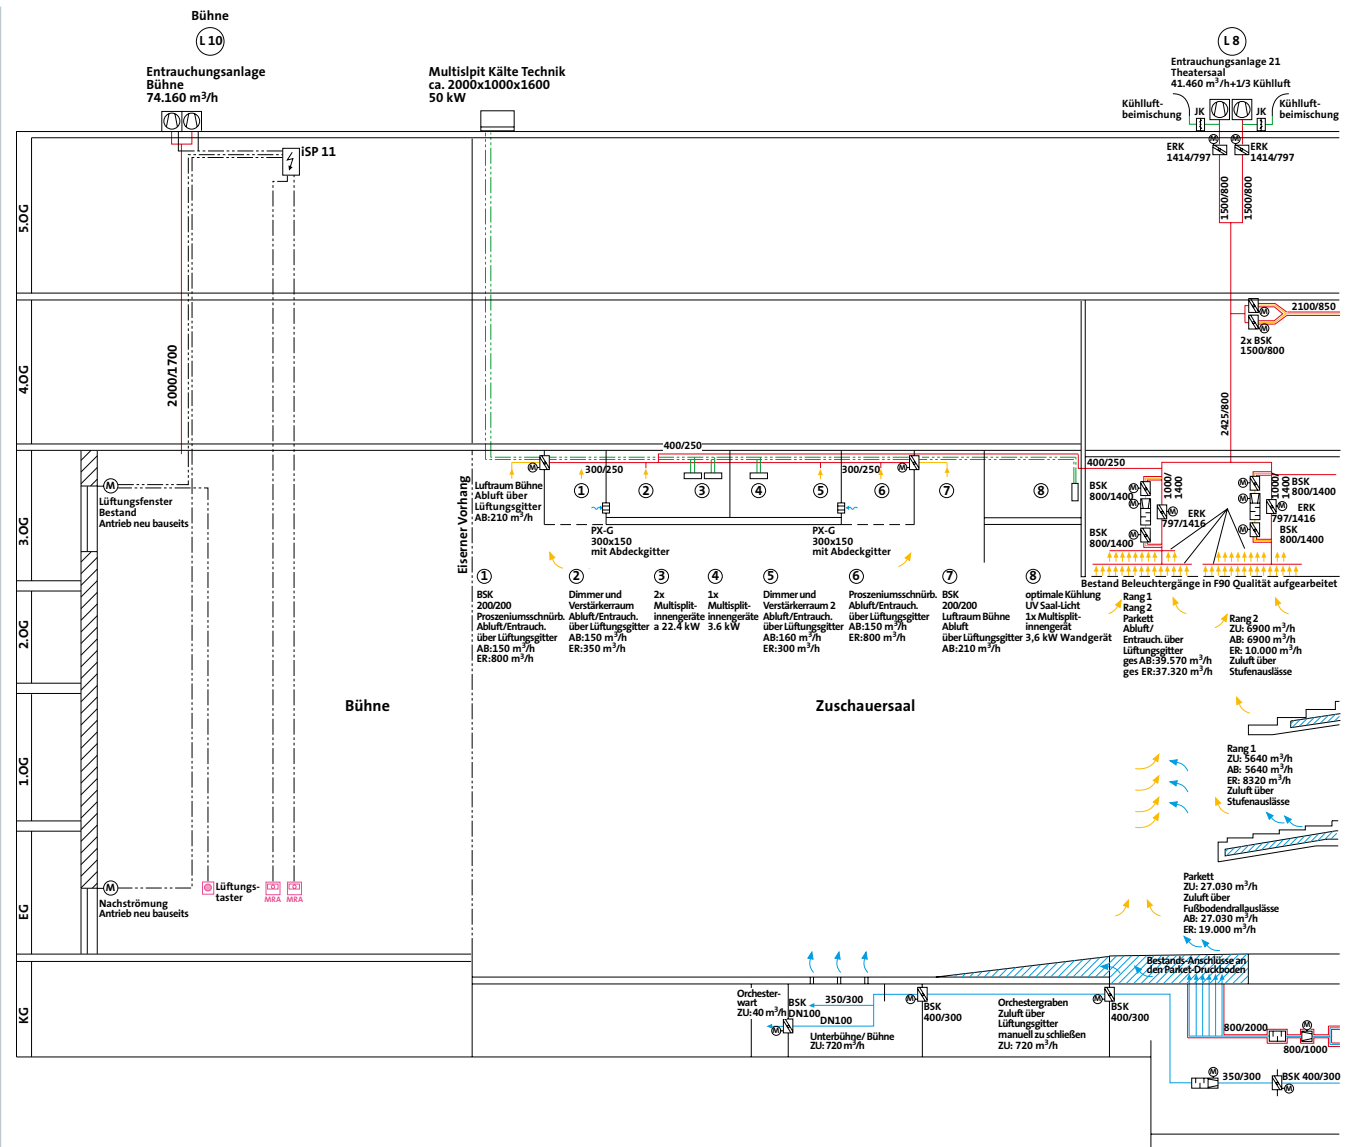 Bühne
L 10
Entrauchungsanlage
Bühne
74.160 m³/h
Multislpit Kälte Technik
ca. 2000x1000x1600
50 kW
L 8
Entrauchungsanlage 21
Theatersaal
41.460 m³/h+1/3 Kühlluft
Kühlluft-
beimischung
JK
JK
Kühlluft-
beimischung
M
M
ERK
1414/797
ERK
1414/797
iSP 11
1500/800
1500/800
5.OG
4.OG
3.OG
2.OG
1.OG
EG
KG
2000/1700
2100/850
M
M
2x BSK
1500/800
2425/800
400/250
400/250
300/250
300/250
M
M
Luftraum Bühne
Abluft über
Lüftungsgitter
AB:210 m³/h
1
2
3
4
5
6
7
8
PX-G
300x150
mit Abdeckgitter
PX-G
300x150
mit Abdeckgitter
Eiserner Vorhang
M
Lüftungsfenster
Bestand
Antrieb neu bauseits
BSK
800/1400
M
M
M
BSK
800/1400
1000/
1400
M
ERK
797/1416
M
M
M
1000/
1400
BSK
800/1400
M
ERK
797/1416
BSK
800/1400
Bestand Beleuchtergänge in F90 Qualität aufgearbeitet
1
BSK
200/200
Proszeniumsschnürb.
Abluft/Entrauch.
über Lüftungsgitter
AB:150 m³/h
ER:800 m³/h
2
Dimmer und
Verstärkerraum
Abluft/Entrauch.
über Lüftungsgitter
AB:150 m³/h
ER:350 m³/h
3
2x
Multisplit-
innengeräte
a 22.4 kW
4
1x
Multisplit-
innengeräte
3.6 kW
5
Dimmer und
Verstärkerraum 2
Abluft/Entrauch.
über Lüftungsgitter
AB:160 m³/h
ER:300 m³/h
6
Proszeniumsschnürb.
Abluft/Entrauch.
über Lüftungsgitter
AB:150 m³/h
ER:800 m³/h
7
BSK
200/200
Luftraum Bühne
Abluft
über Lüftungsgitter
AB:210 m³/h
8
optimale Kühlung
UV Saal-Licht
1x Multisplit-
innengerät
3,6 kW Wandgerät
Rang 1
Rang 2
Parkett
Abluft/
Entrauch. über
Lüftungsgitter
ges AB:39.570 m³/h
ges ER:37.320 m³/h
Rang 2
ZU: 6900 m³/h
AB: 6900 m³/h
ER: 10.000 m³/h
Zuluft über
Stufenauslässe
Bühne
Zuschauersaal
Rang 1
ZU: 5640 m³/h
AB: 5640 m³/h
ER: 8320 m³/h
Zuluft über
Stufenauslässe
M
Nachströmung
Antrieb neu bauseits
Lüftungs-
taster
MRA
MRA
Parkett
ZU: 27.030 m³/h
Zuluft über
Fußbodendrallauslässe
AB: 27.030 m³/h
ER: 19.000 m³/h
Bestands-Anschlüsse an
den Parket-Druckboden
Orchester-
wart
ZU:40 m³/h
BSK
DN100
M
350/300
DN100
Unterbühne/ Bühne
ZU: 720 m³/h
M
BSK
400/300
Orchestergraben
Zuluft über
Lüftungsgitter
manuell zu schließen
ZU: 720 m³/h
M
BSK
400/300
800/2000
M
800/1000
M
350/300
BSK 400/300
M